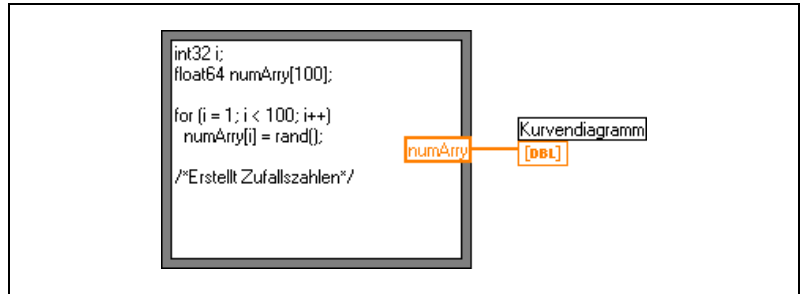 int32 i;
float64 numArry[100];
for (i = 1; i < 100; i++)
numArry[i] = rand();
/*Erstellt Zufallszahlen*/
numArry
Kurvendiagramm
[DBL]